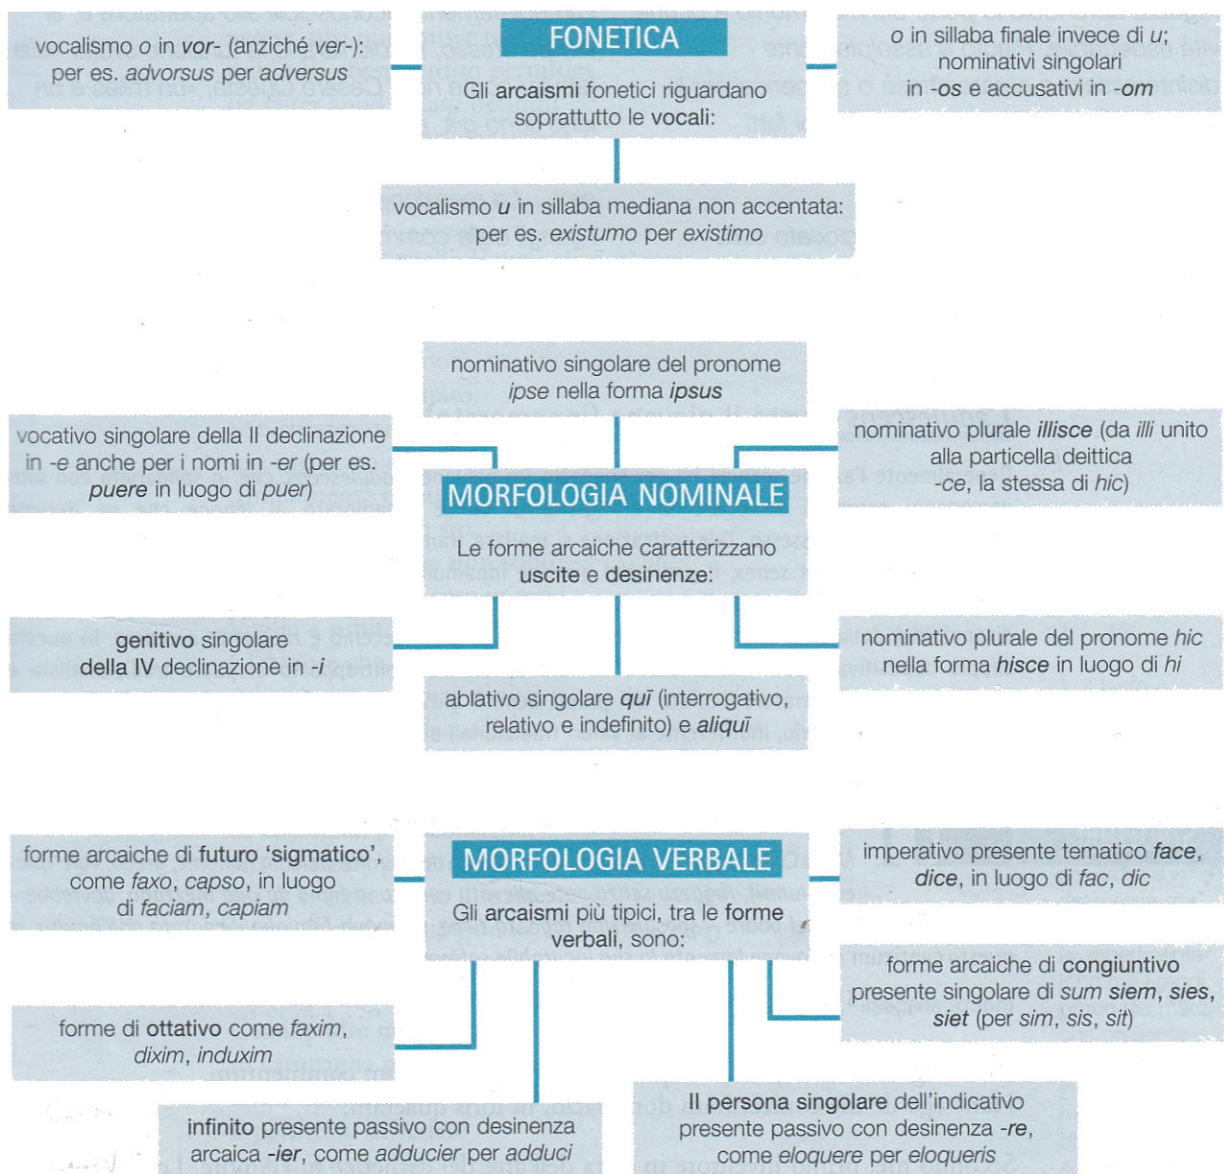 vocalismo o in vor- (anziché ver-):
per es. advorsus per adversus
FONETICA
Gli arcaismi fonetici riguardano
soprattutto le vocali:
o in sillaba finale invece di u;
nominativi singolari
in -os e accusativi in -om
vocalismo u in sillaba mediana non accentata:
per es. existumo per existimo
nominativo singolare del pronome
ipse nella forma ipsus
vocativo singolare della II declinazione
in -e anche per i nomi in -er (per es.
puere in luogo di puer)
MORFOLOGIA NOMINALE
Le forme arcaiche caratterizzano
uscite e desinenze:
nominativo plurale illisce (da illi unito
alla particella deittica
-ce, la stessa di hic)
genitivo singolare
della IV declinazione in -i
nominativo plurale del pronome hic
nella forma hisce in luogo di hi
ablativo singolare quī (interrogativo,
relativo e indefinito) e aliquī
forme arcaiche di futuro ‘sigmatico’,
come faxo, capso, in luogo
di faciam, capiam
MORFOLOGIA VERBALE
Gli arcaismi più tipici, tra le forme
verbali, sono:
imperativo presente tematico face,
dice, in luogo di fac, dic
forme arcaiche di congiuntivo
presente singolare di sum siem, sies,
siet (per sim, sis, sit)
forme di ottativo come faxim,
dixim, induxim
infinito presente passivo con desinenza
arcaica -ier, come adducier per adduci
II persona singolare dell'indicativo
presente passivo con desinenza -re,
come eloquere per eloqueris